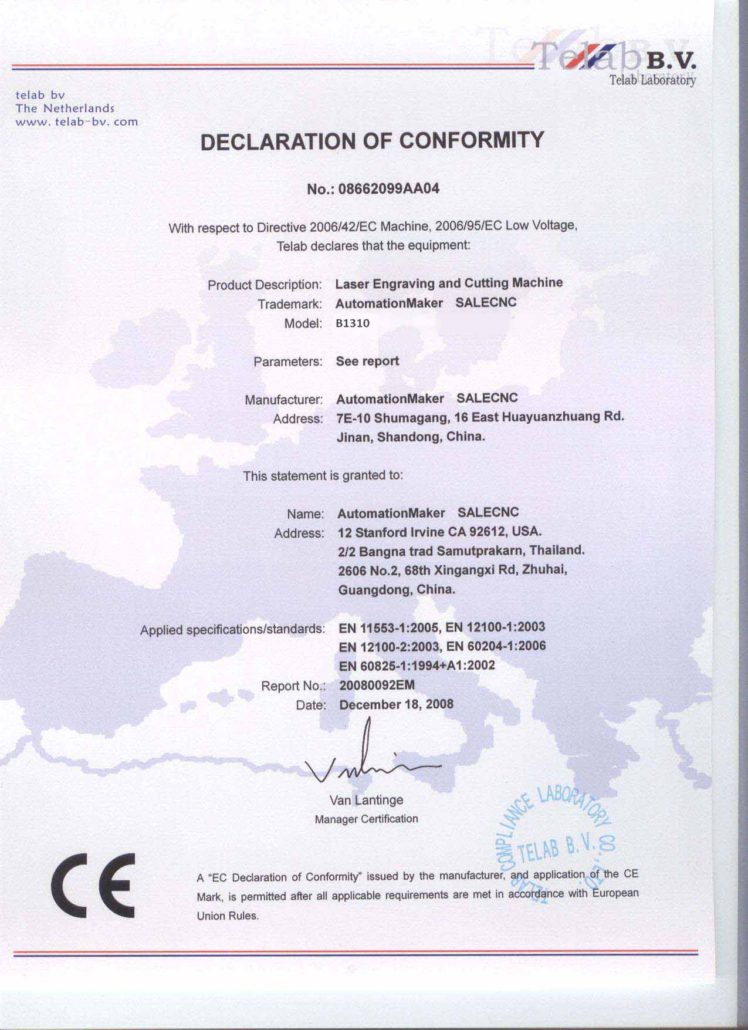 Telab B.V.
Telab Laboratory
telab bv
The Netherlands
www.telab-bv.com
DECLARATION OF CONFORMITY
No.: 08662099AA04
With respect to Directive 2006/42/EC Machine, 2006/95/EC Low Voltage,
Telab declares that the equipment:
Product Description: Laser Engraving and Cutting Machine
Trademark: AutomationMaker SALECNC
Model: B1310
Parameters: See report
Manufacturer: AutomationMaker SALECNC
Address: 7E-10 Shumagang, 16 East Huayuanzhuang Rd.
Jinan, Shandong, China.
This statement is granted to:
Name: AutomationMaker SALECNC
Address: 12 Stanford Irvine CA 92612, USA.
2/2 Bangna trad Samutprakarn, Thailand.
2606 No.2, 68th Xingangxi Rd, Zhuhai,
Guangdong, China.
Applied specifications/standards: EN 11553-1:2005, EN 12100-1:2003
EN 12100-2:2003, EN 60204-1:2006
EN 60825-1:1994+A1:2002
Report No.: 20080092EM
Date: December 18, 2008
Van Lantinge
Manager Certification
TELAB COMPLIANCE LABORATORY CO., LTD.
TELAB B.V.
CE
A "EC Declaration of Conformity" issued by the manufacturer, and application of the CE
Mark, is permitted after all applicable requirements are met in accordance with European
Union Rules.